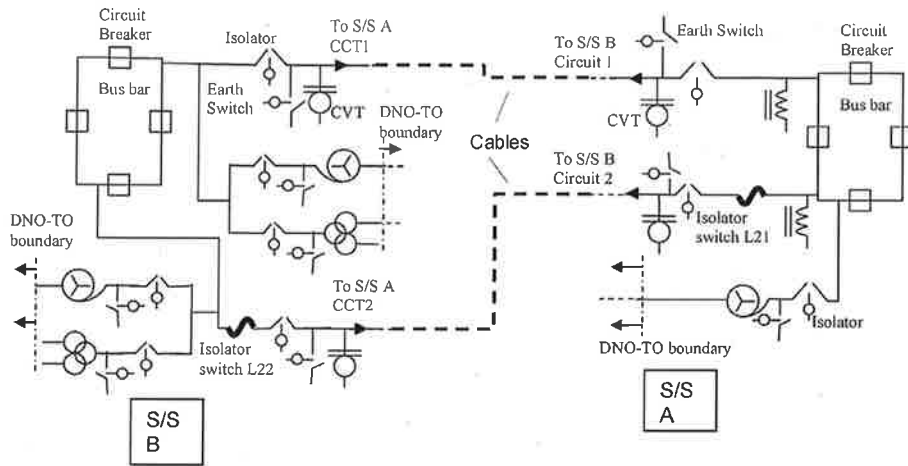 Circuit
Breaker
Bus bar
Isolator
Earth
Switch
To S/S A
CCT1
CVT
DNO-TO
boundary
Cables
To S/S B
Circuit 1
Earth Switch
Circuit
Breaker
Bus bar
CVT
To S/S B
Circuit 2
Isolator
switch L21
Isolator
DNO-TO boundary
DNO-TO
boundary
To S/S A
CCT2
Isolator
switch L22
S/S
B
S/S
A